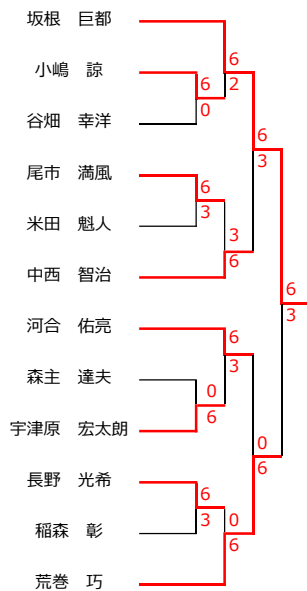 坂根　巨都
6
小嶋　諒
6
2
0
谷畑　幸洋
6
3
尾市　満風
6
3
米田　魁人
3
6
中西　智治
6
3
河合　佑亮
6
3
森主　達夫
0
6
宇津原　宏太朗
0
6
長野　光希
6
3
稲森　彰
0
6
荒巻　巧